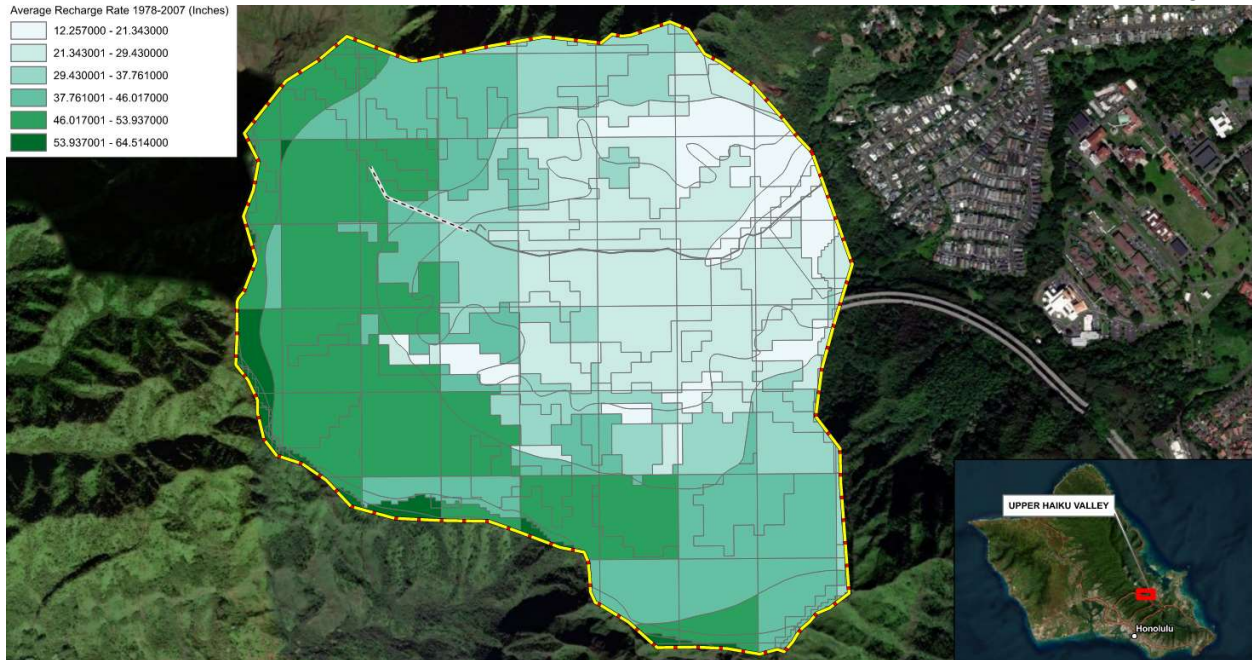 Average Recharge Rate 1978-2007 (Inches)
12.257000 - 21.343000
21.343001 - 29.430000
29.430001 - 37.761000
37.761001 - 46.017000
46.017001 - 53.937000
53.937001 - 64.514000
UPPER HAIKU VALLEY
Honolulu